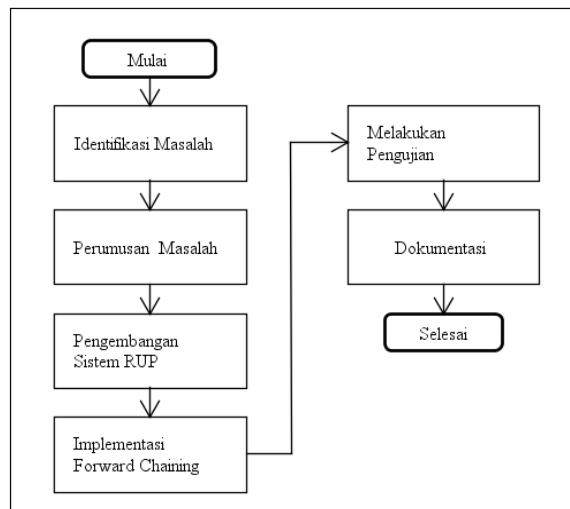 Mulai
Identifikasi Masalah
Perumusan Masalah
Pengembangan
Sistem RUP
Implementasi
Forward Chaining
Melakukan
Pengujian
Dokumentasi
Selesai